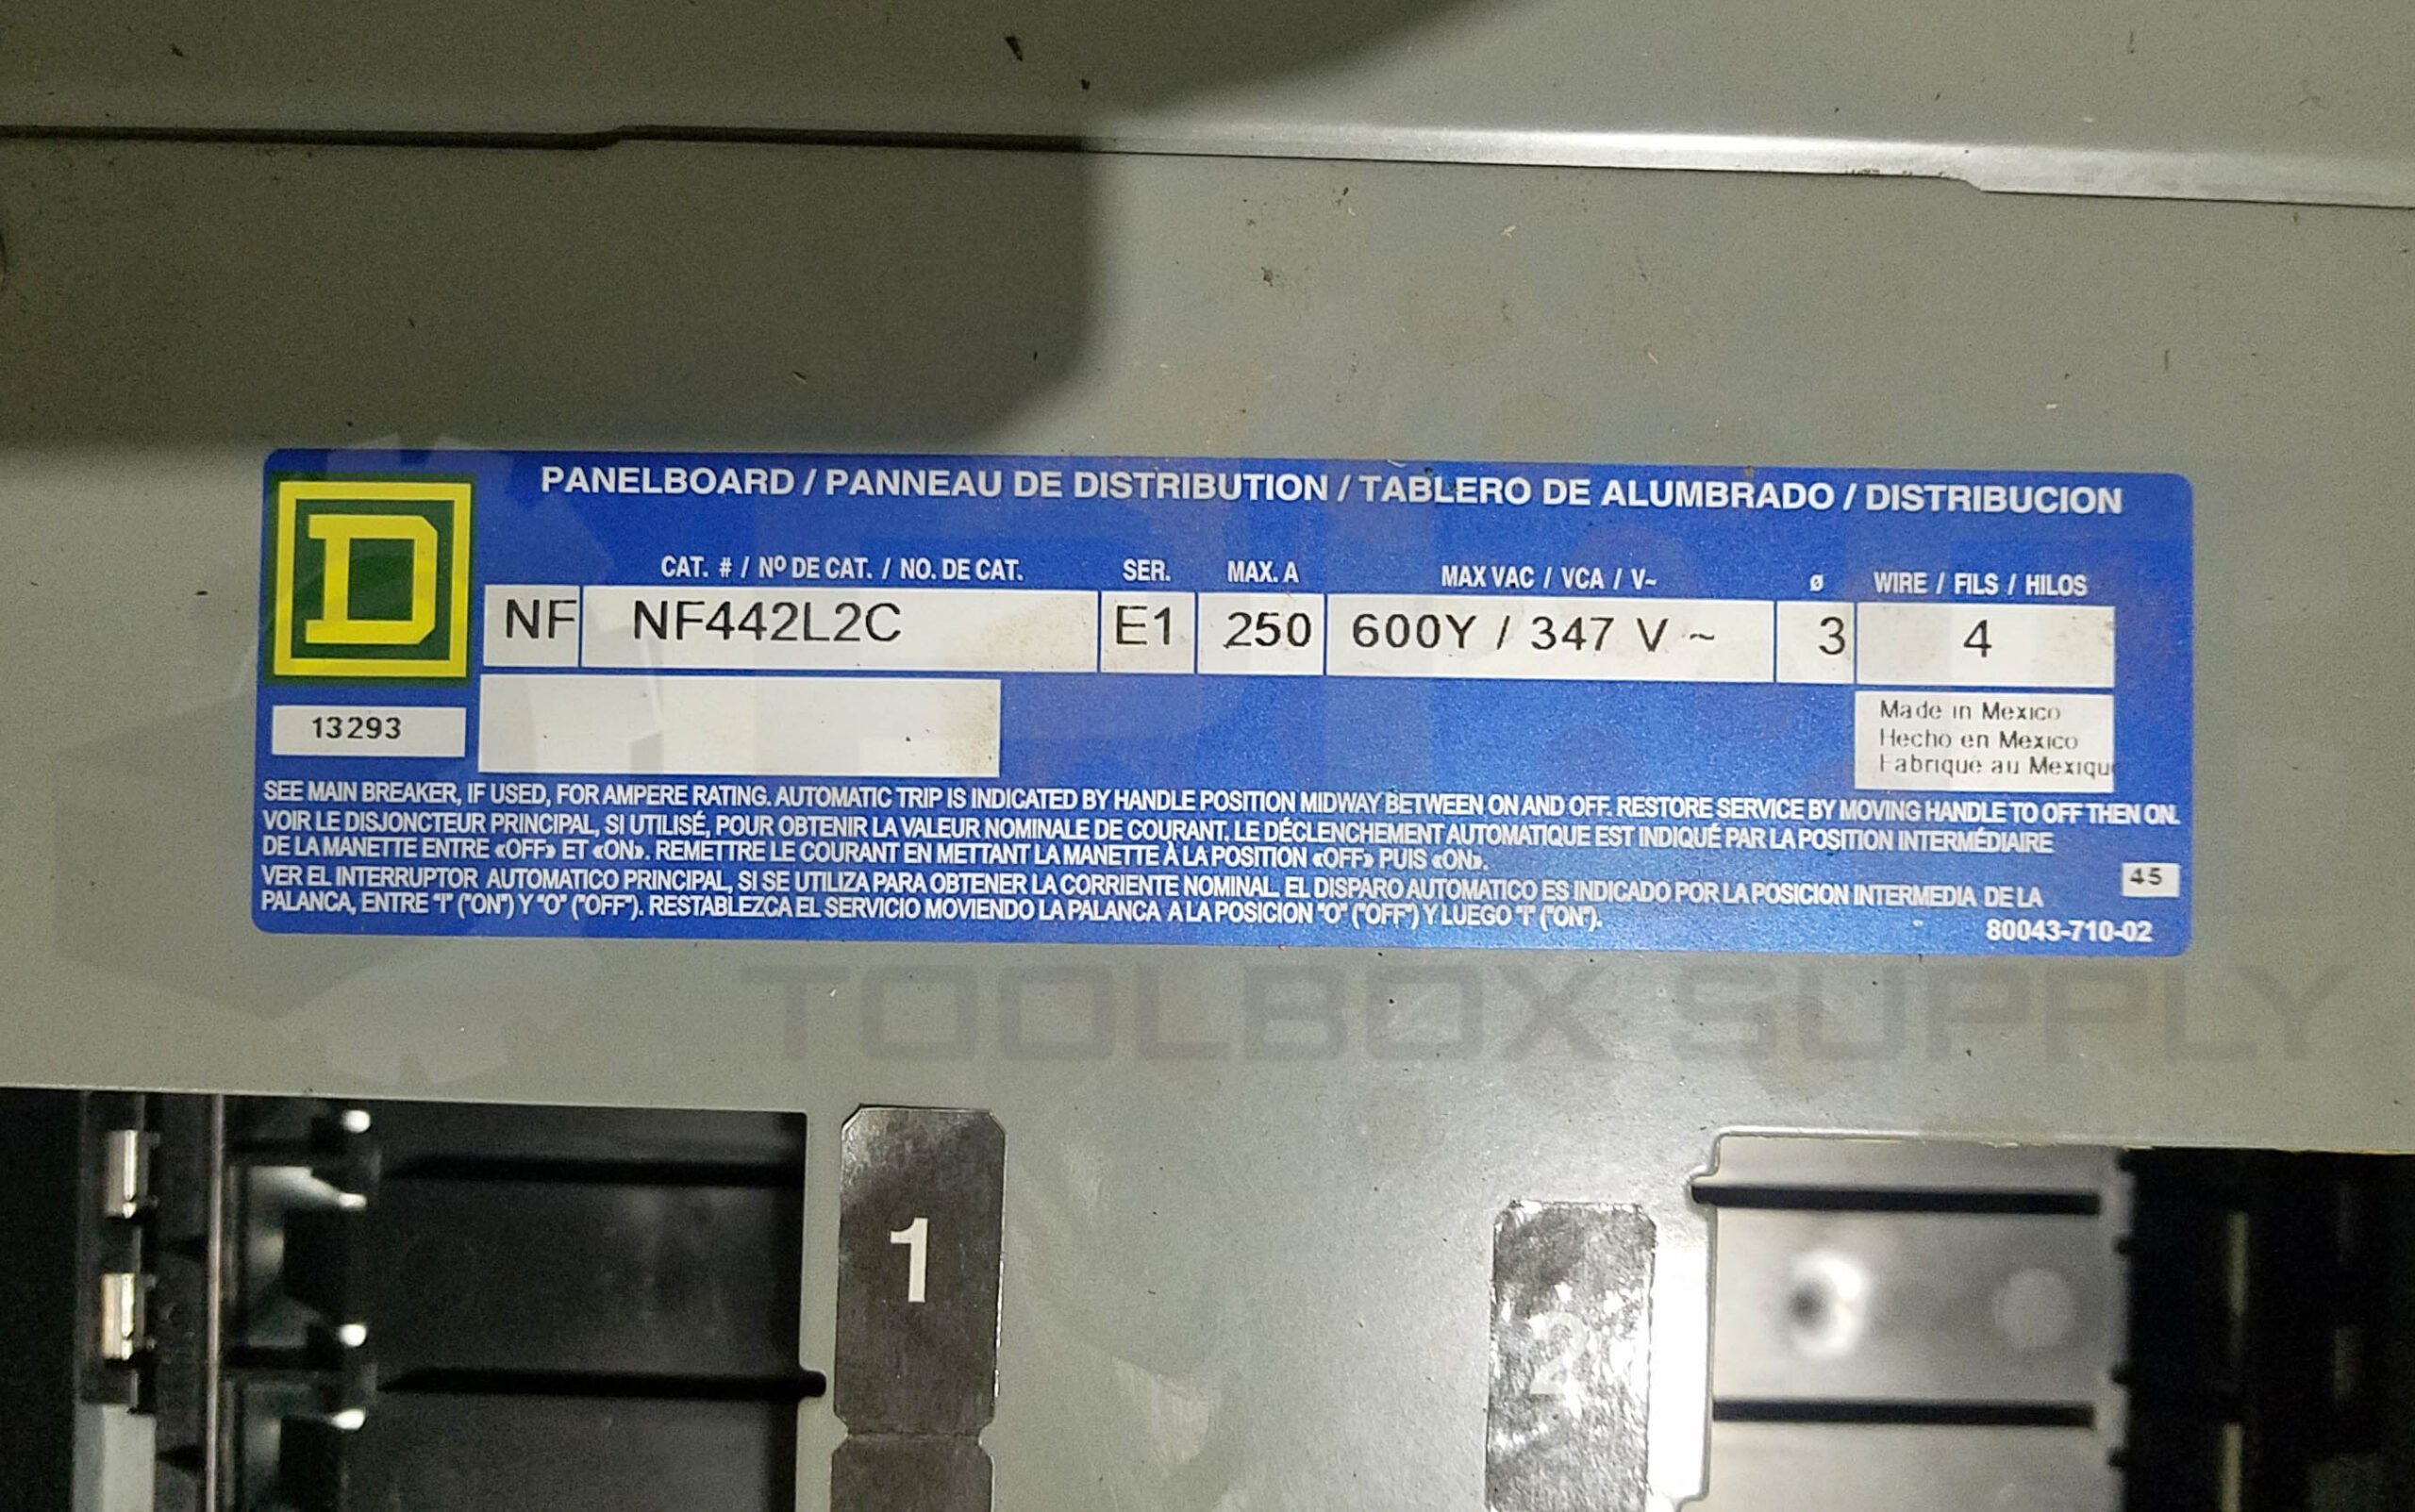 PANELBOARD / PANNEAU DE DISTRIBUTION / TABLERO DE ALUMBRADO / DISTRIBUCION
D
CAT. # / Nº DE CAT. / NO. DE CAT. SER. MAX. A MAX VAC / VCA / V~ ø WIRE / FILS / HILOS
NF NF442L2C E1 250 600Y / 347 V ~ 3 4
13293
Made in Mexico
Hecho en Mexico
Fabrique au Mexiqu
SEE MAIN BREAKER, IF USED, FOR AMPERE RATING. AUTOMATIC TRIP IS INDICATED BY HANDLE POSITION MIDWAY BETWEEN ON AND OFF. RESTORE SERVICE BY MOVING HANDLE TO OFF THEN ON.
VOIR LE DISJONCTEUR PRINCIPAL, SI UTILISÉ, POUR OBTENIR LA VALEUR NOMINALE DE COURANT. LE DÉCLENCHEMENT AUTOMATIQUE EST INDIQUÉ PAR LA POSITION INTERMÉDIAIRE
DE LA MANETTE ENTRE «OFF» ET «ON». REMETTRE LE COURANT EN METTANT LA MANETTE À LA POSITION «OFF» PUIS «ON».
VER EL INTERRUPTOR AUTOMATICO PRINCIPAL, SI SE UTILIZA PARA OBTENER LA CORRIENTE NOMINAL. EL DISPARO AUTOMATICO ES INDICADO POR LA POSICION INTERMEDIA DE LA
PALANCA, ENTRE "I" ("ON") Y "O" ("OFF"). RESTABLEZCA EL SERVICIO MOVIENDO LA PALANCA A LA POSICION "O" ("OFF") Y LUEGO "I" ("ON").
45
80043-710-02
TOOLBOX SUPPLY
1
2